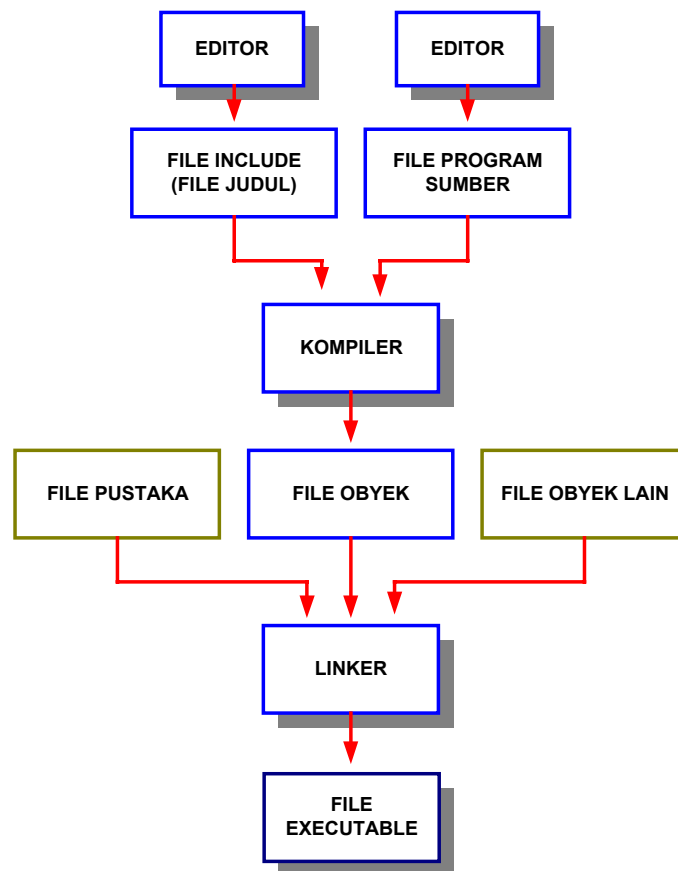 EDITOR
EDITOR
FILE INCLUDE
(FILE JUDUL)
FILE PROGRAM
SUMBER
KOMPILER
FILE PUSTAKA
FILE OBYEK
FILE OBYEK LAIN
LINKER
FILE
EXECUTABLE